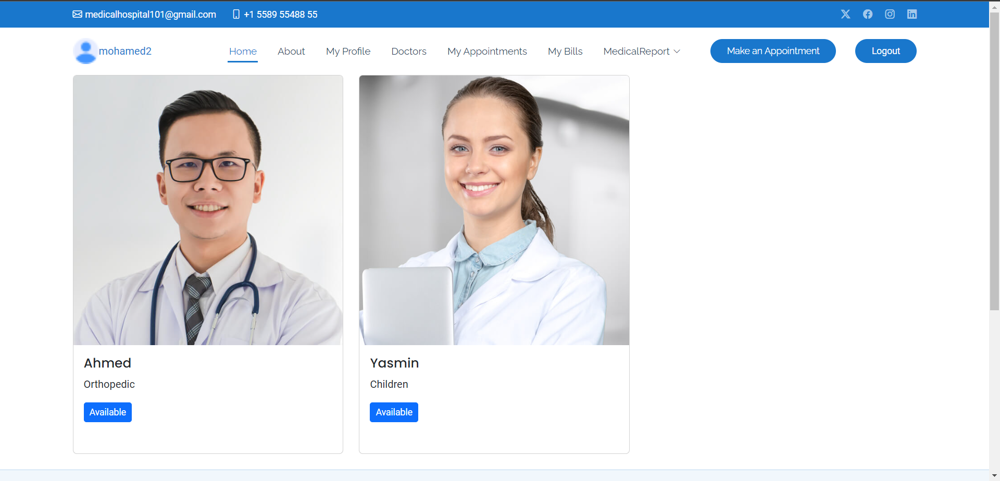 medicalhospital101@gmail.com +1 5589 55488 55
mohamed2 Home About My Profile Doctors My Appointments My Bills MedicalReport Make an Appointment Logout
Ahmed
Orthopedic
Available
Yasmin
Children
Available